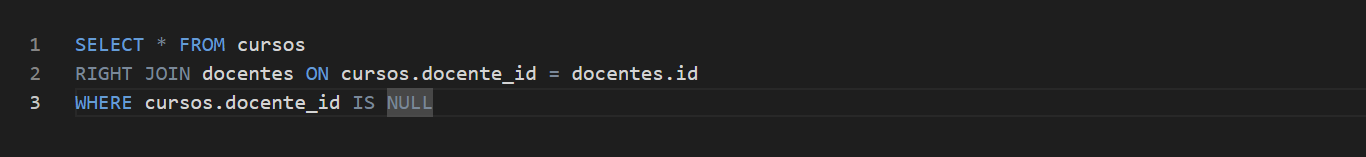 1 SELECT * FROM cursos
2 RIGHT JOIN docentes ON cursos.docente_id = docentes.id
3 WHERE cursos.docente_id IS NULL